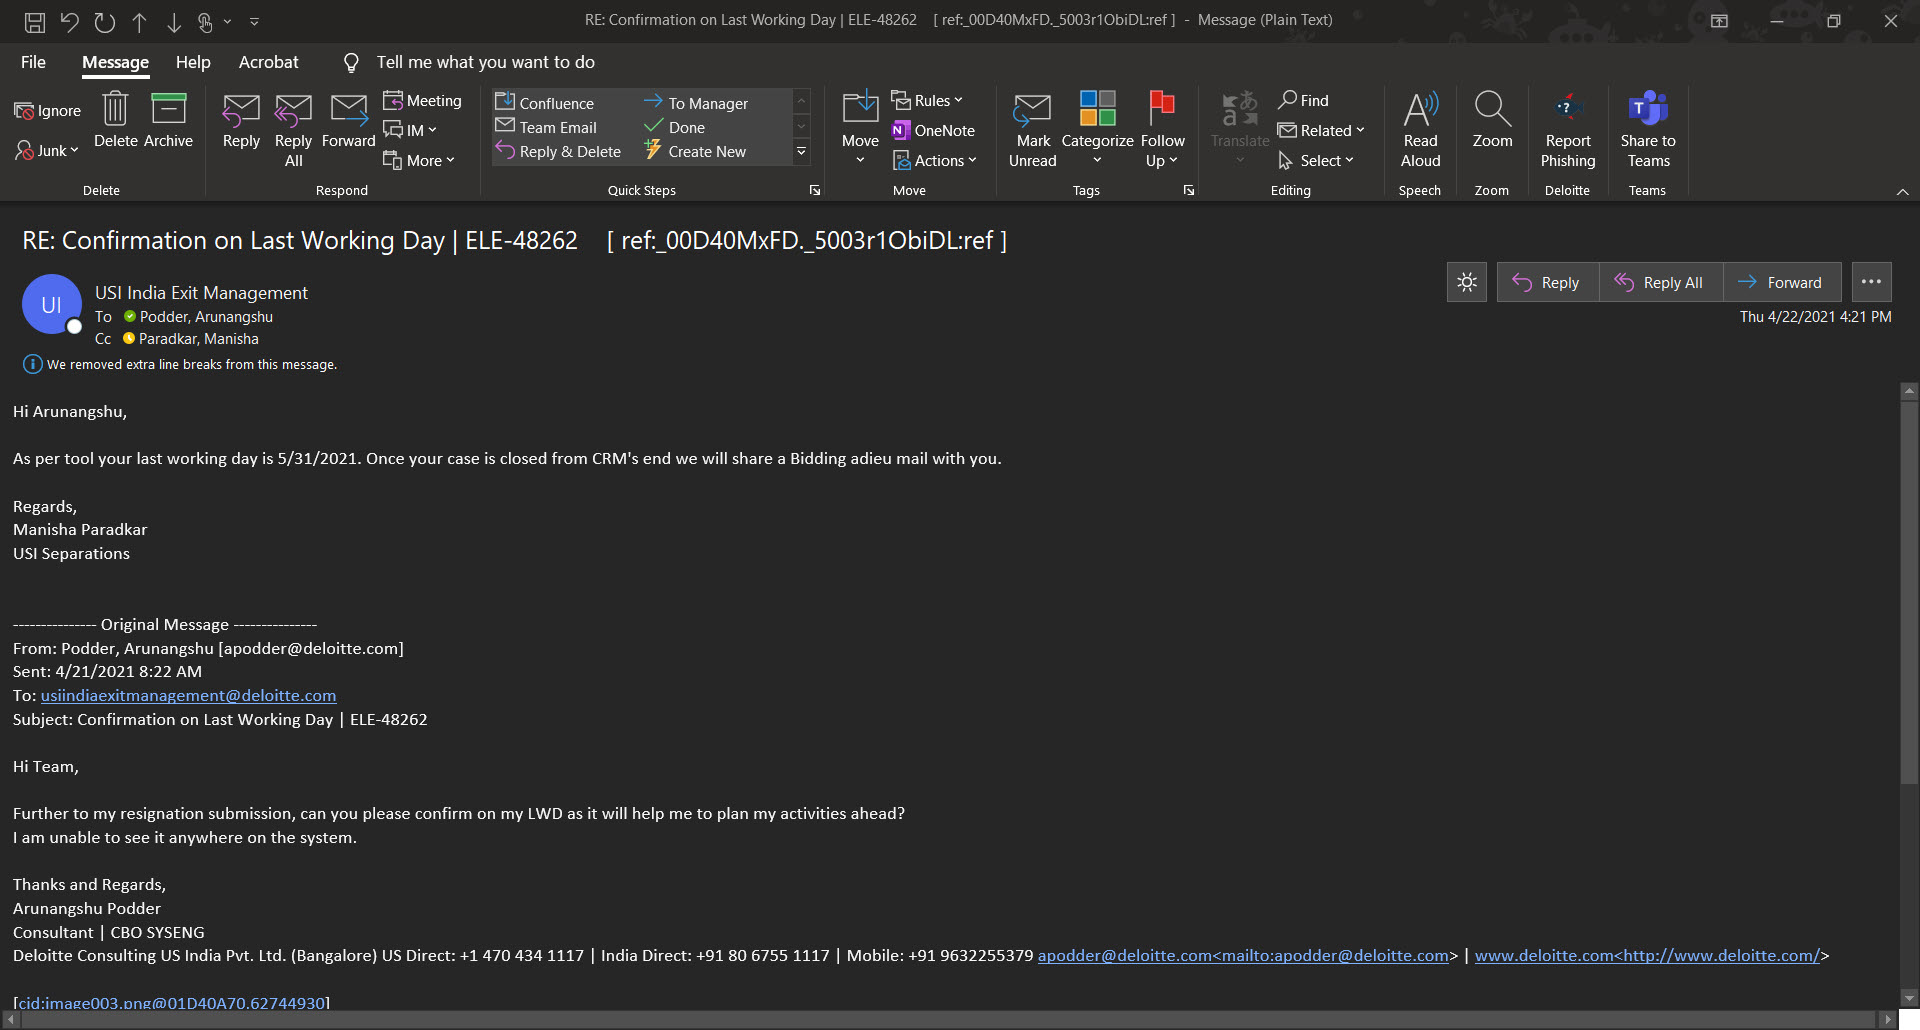 RE: Confirmation on Last Working Day | ELE-48262    [ ref:_00D40MxFD._5003r1ObiDL:ref ]  -  Message (Plain Text)
File Message Help Acrobat Tell me what you want to do
Ignore
Junk
Delete
Archive
Delete
Reply
Reply All
Forward
Meeting
IM
More
Respond
Confluence
Team Email
Reply & Delete
To Manager
Done
Create New
Quick Steps
Move
Rules
OneNote
Actions
Move
Mark Unread
Categorize
Follow Up
Tags
Translate
Find
Related
Select
Editing
Read Aloud
Speech
Zoom
Zoom
Report Phishing
Deloitte
Share to Teams
Teams
RE: Confirmation on Last Working Day | ELE-48262    [ ref:_00D40MxFD._5003r1ObiDL:ref ]
UI
USI India Exit Management
To Podder, Arunangshu
Cc Paradkar, Manisha
Reply Reply All Forward
Thu 4/22/2021 4:21 PM
We removed extra line breaks from this message.
Hi Arunangshu,
As per tool your last working day is 5/31/2021. Once your case is closed from CRM's end we will share a Bidding adieu mail with you.
Regards,
Manisha Paradkar
USI Separations
--------------- Original Message ---------------
From: Podder, Arunangshu [apodder@deloitte.com]
Sent: 4/21/2021 8:22 AM
To: usiindiaexitmanagement@deloitte.com
Subject: Confirmation on Last Working Day | ELE-48262
Hi Team,
Further to my resignation submission, can you please confirm on my LWD as it will help me to plan my activities ahead?
I am unable to see it anywhere on the system.
Thanks and Regards,
Arunangshu Podder
Consultant | CBO SYSENG
Deloitte Consulting US India Pvt. Ltd. (Bangalore) US Direct: +1 470 434 1117 | India Direct: +91 80 6755 1117 | Mobile: +91 9632255379 apodder@deloitte.com<mailto:apodder@deloitte.com> | www.deloitte.com<http://www.deloitte.com/>
[cid:image003.png@01D40A70.62744930]